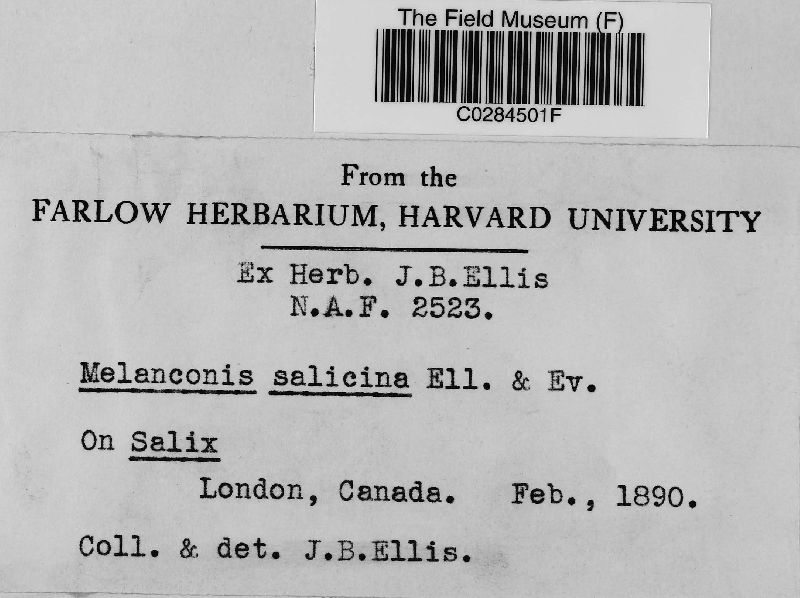 The Field Museum (F)
C0284501F
From the
FARLOW HERBARIUM, HARVARD UNIVERSITY
Ex Herb. J.B.Ellis
N.A.F. 2523.
Melanconis salicina Ell. & Ev.
On Salix
London, Canada. Feb., 1890.
Coll. & det. J.B.Ellis.